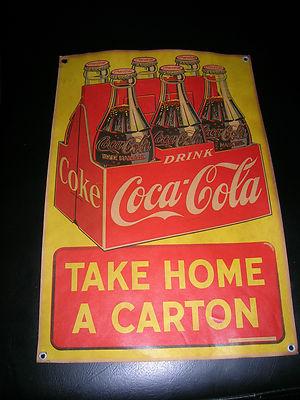 DRINK
Coke
Coca-Cola
TAKE HOME
A CARTON